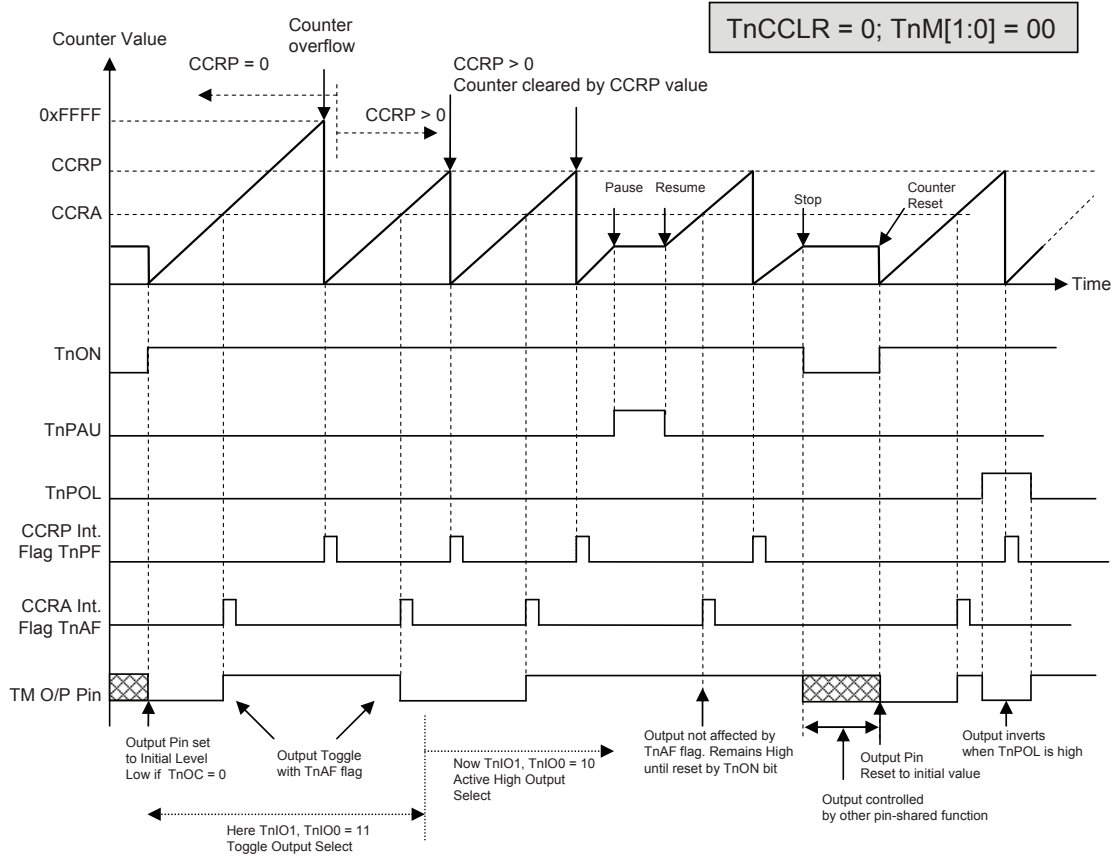 TnCCLR = 0; TnM[1:0] = 00
Counter Value
Counter
overflow
CCRP = 0
CCRP > 0
CCRP > 0
Counter cleared by CCRP value
0xFFFF
CCRP
CCRA
Pause
Resume
Stop
Counter
Reset
Time
TnON
TnPAU
TnPOL
CCRP Int.
Flag TnPF
CCRA Int.
Flag TnAF
TM O/P Pin
Output Pin set
to Initial Level
Low if TnOC = 0
Output Toggle
with TnAF flag
Now TnIO1, TnIO0 = 10
Active High Output
Select
Output not affected by
TnAF flag. Remains High
until reset by TnON bit
Output Pin
Reset to initial value
Output inverts
when TnPOL is high
Output controlled
by other pin-shared function
Here TnIO1, TnIO0 = 11
Toggle Output Select